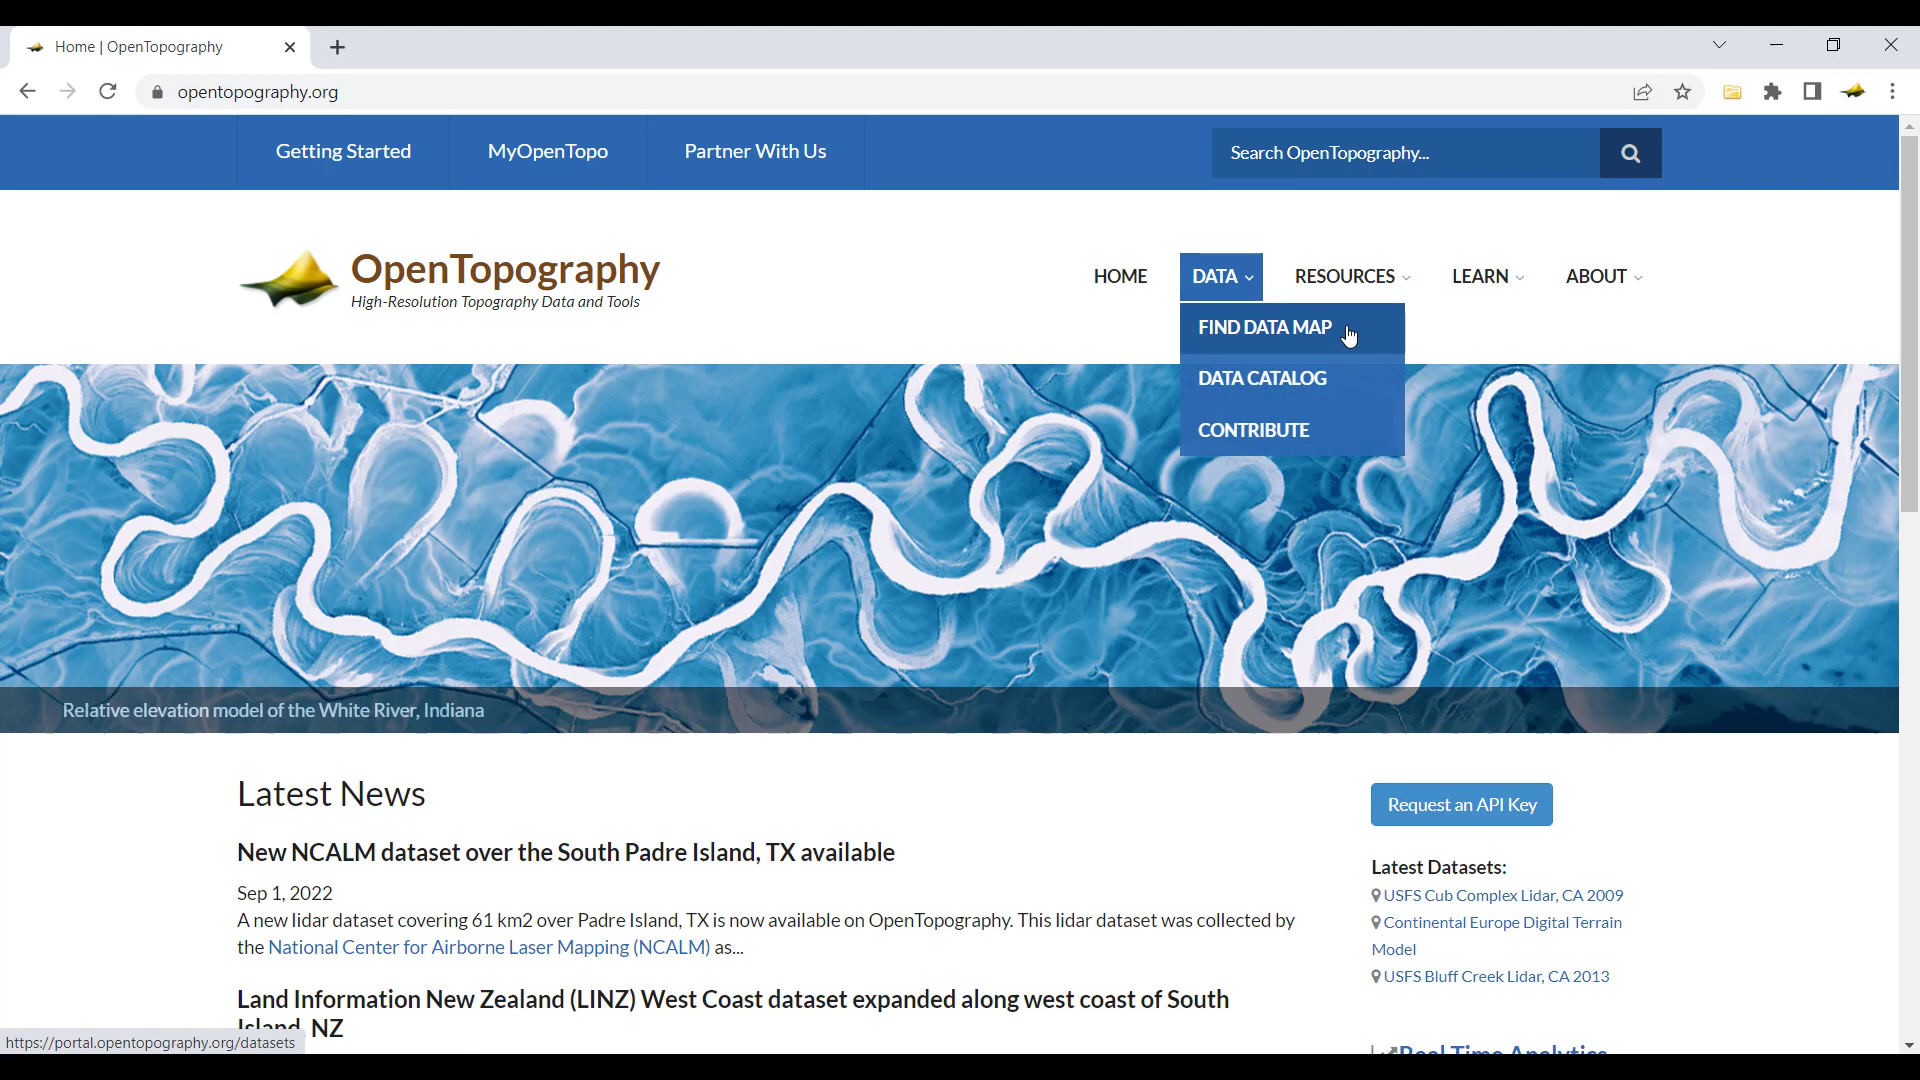 Home | OpenTopography
opentopography.org
Getting Started
MyOpenTopo
Partner With Us
Search OpenTopography...
OpenTopography
High-Resolution Topography Data and Tools
HOME
DATA
RESOURCES
LEARN
ABOUT
FIND DATA MAP
DATA CATALOG
CONTRIBUTE
Relative elevation model of the White River, Indiana
Latest News
New NCALM dataset over the South Padre Island, TX available
Sep 1, 2022
A new lidar dataset covering 61 km2 over Padre Island, TX is now available on OpenTopography. This lidar dataset was collected by
the National Center for Airborne Laser Mapping (NCALM) as...
Land Information New Zealand (LINZ) West Coast dataset expanded along west coast of South
Island, NZ
Request an API Key
Latest Datasets:
USFS Cub Complex Lidar, CA 2009
Continental Europe Digital Terrain
Model
USFS Bluff Creek Lidar, CA 2013
Real Time Analytics
https://portal.opentopography.org/datasets